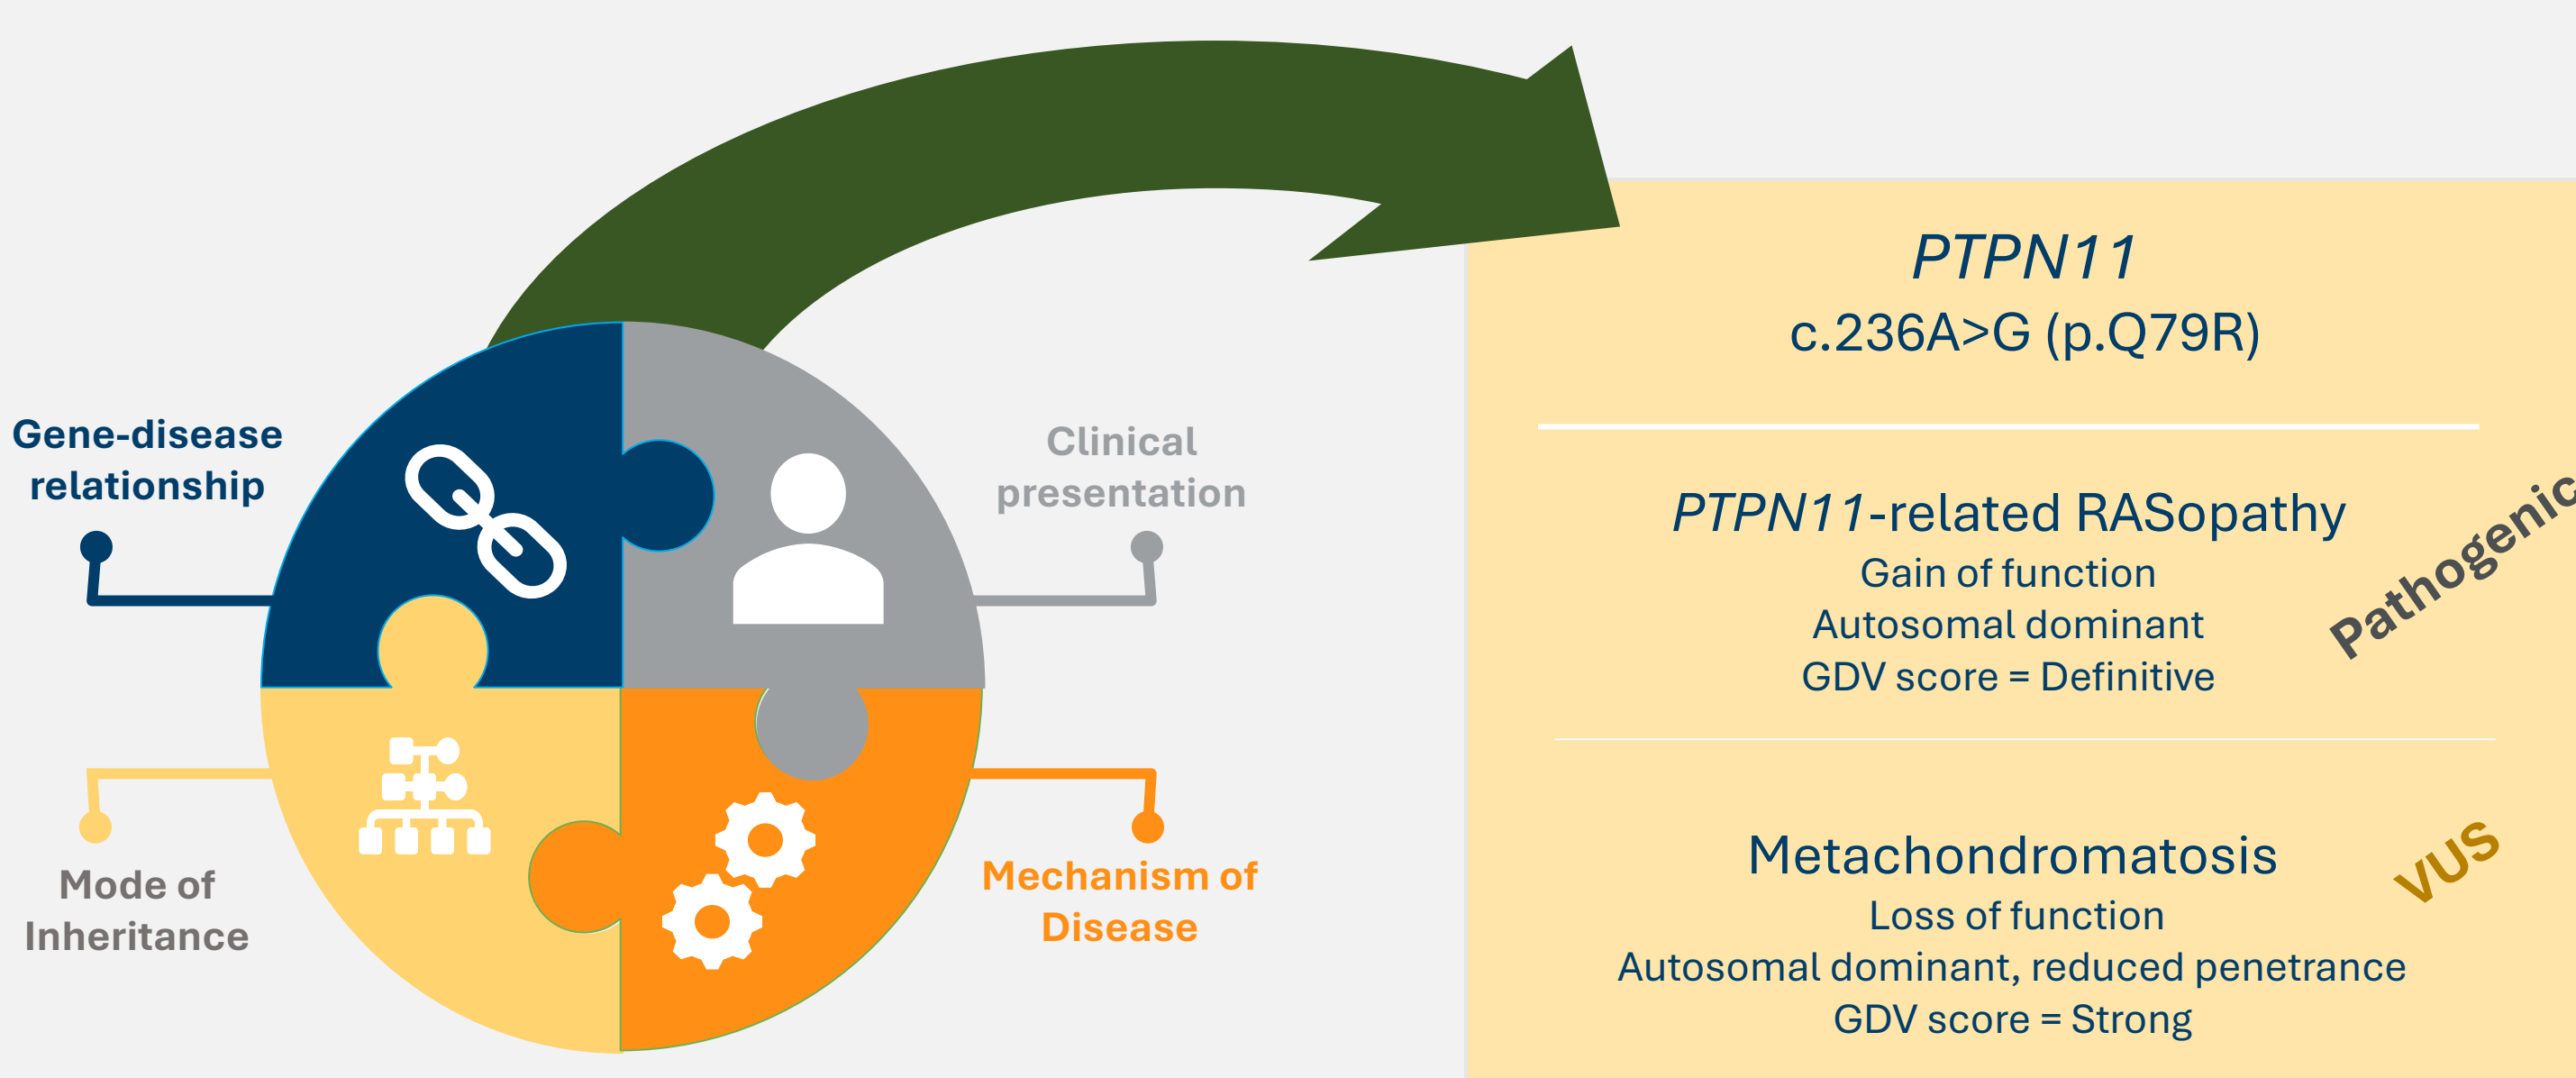 Gene-disease
relationship
Clinical
presentation
Mode of
Inheritance
Mechanism of
Disease
PTPN11
c.236A>G (p.Q79R)
PTPN11-related RASopathy
Gain of function
Autosomal dominant
GDV score = Definitive
Pathogenic
Metachondromatosis
Loss of function
Autosomal dominant, reduced penetrance
GDV score = Strong
VUS